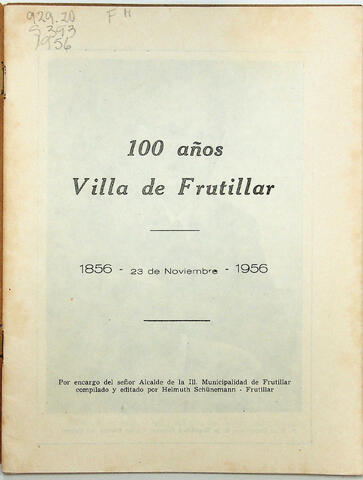 929.20
S393
1956
F H
100 años
Villa de Frutillar
1856 - 23 de Noviembre - 1956
Por encargo del señor Alcalde de la Ill. Municipalidad de Frutillar
compilado y editado por Helmuth Schünemann - Frutillar